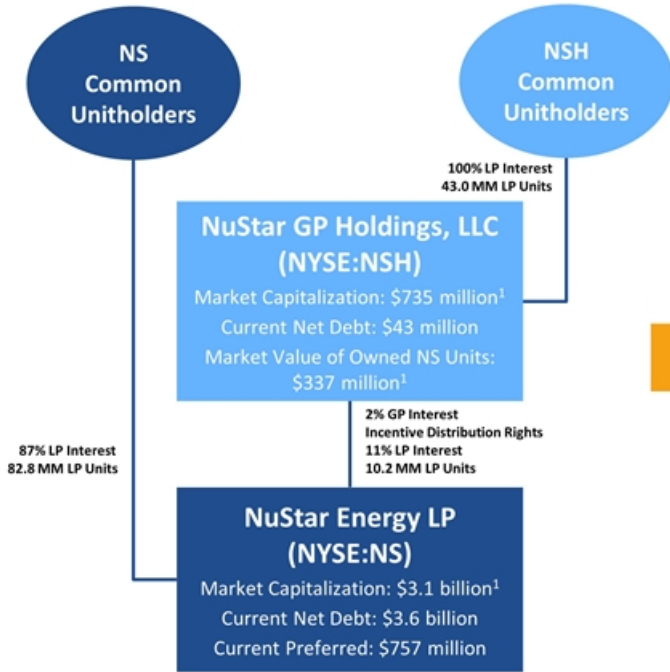 NS
Common
Unitholders
NSH
Common
Unitholders
100% LP Interest
43.0 MM LP Units
NuStar GP Holdings, LLC
(NYSE:NSH)
Market Capitalization: $735 million¹
Current Net Debt: $43 million
Market Value of Owned NS Units:
$337 million¹
2% GP Interest
Incentive Distribution Rights
11% LP Interest
10.2 MM LP Units
87% LP Interest
82.8 MM LP Units
NuStar Energy LP
(NYSE:NS)
Market Capitalization: $3.1 billion¹
Current Net Debt: $3.6 billion
Current Preferred: $757 million